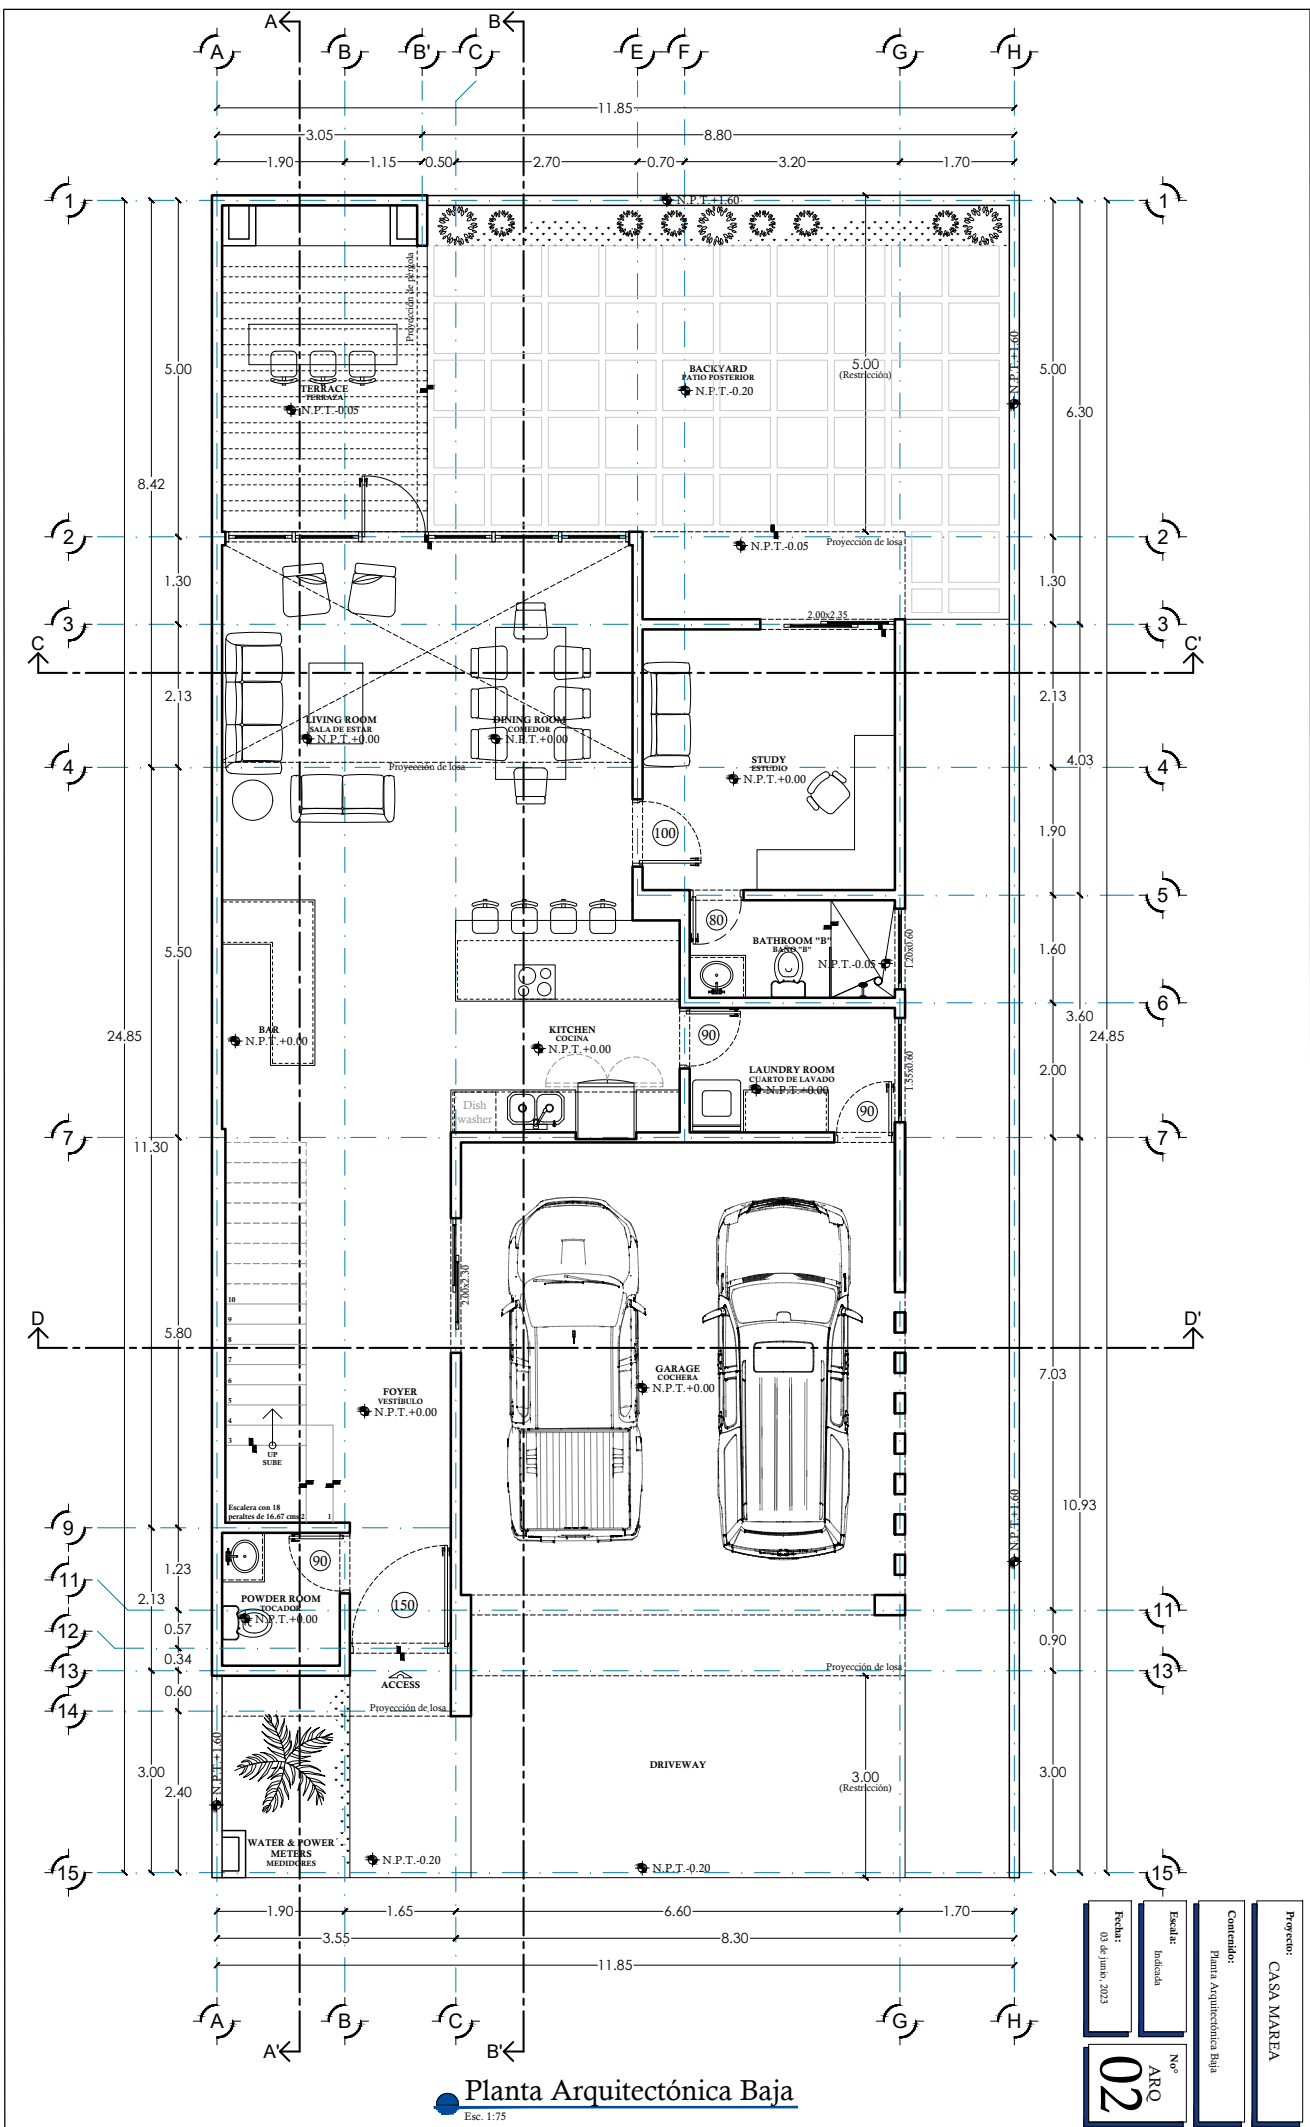 A
B
A
B
B'
C
E
F
G
H
11.85
3.05
8.80
1.90
1.15
0.50
2.70
0.70
3.20
1.70
1
N.P.T.+1.60
1
Proyección de pérgola
N.P.T.+1.60
5.00
5.00
(Restricción)
5.00
BACKYARD
PATIO POSTERIOR
N.P.T.-0.20
TERRACE
TERRAZA
N.P.T.-0.05
6.30
8.42
2
N.P.T.-0.05
Proyección de losa
2
1.30
1.30
2.00x2.35
3
3
C
C'
2.13
2.13
LIVING ROOM
SALA DE ESTAR
N.P.T.+0.00
DINING ROOM
COMEDOR
N.P.T.+0.00
4
Proyección de losa
STUDY
ESTUDIO
N.P.T.+0.00
4.03
4
100
1.90
5
80
BATHROOM "B"
BAÑO "B"
N.P.T.-0.05
1.20x0.60
5.50
1.60
6
3.60
BAR
N.P.T.+0.00
KITCHEN
COCINA
N.P.T.+0.00
90
24.85
24.85
LAUNDRY ROOM
CUARTO DE LAVADO
N.P.T.+0.00
1.55x0.60
2.00
Dish
washer
90
7
7
11.30
2.00x2.30
10
9
8
7
6
5
4
3
D
D'
5.80
GARAGE
COCHERA
N.P.T.+0.00
7.03
FOYER
VESTÍBULO
N.P.T.+0.00
UP
SUBE
Escalera con 18
peraltes de 16.67 cms
2
1
N.P.T.+1.60
10.93
9
90
1.23
11
2.13
POWDER ROOM
TOCADOR
N.P.T.+0.00
150
11
0.57
12
0.90
0.34
13
Proyección de losa
13
0.60
ACCESS
14
Proyección de losa
N.P.T.+1.60
3.00
2.40
DRIVEWAY
3.00
(Restricción)
3.00
WATER & POWER
METERS
MEDIDORES
N.P.T.-0.20
N.P.T.-0.20
15
15
1.90
1.65
6.60
1.70
3.55
8.30
11.85
A
B
C
G
H
A'
B'
Planta Arquitectónica Baja
Esc. 1:75
Proyecto:
CASA MAREA
Contenido:
Planta Arquitectónica Baja
Escala:
Indicada
Fecha:
03 de junio, 2023
Noº
ARQ
02